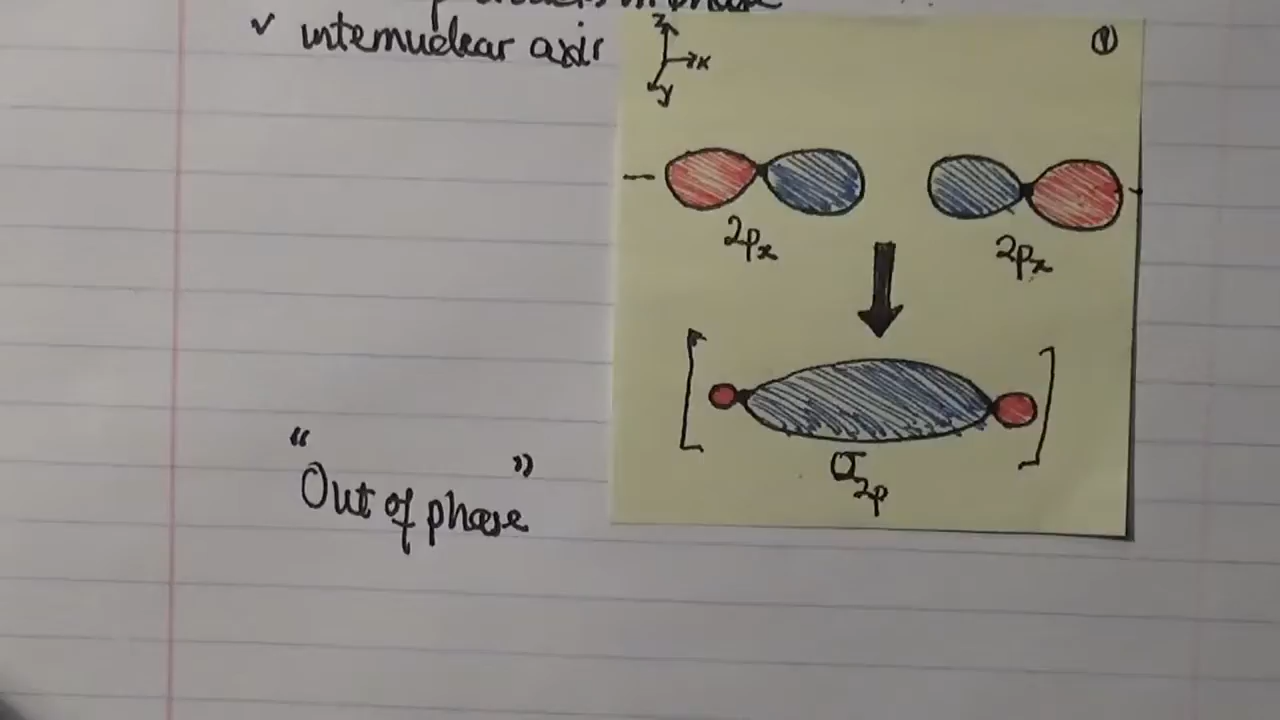 ✓ internuclear axis
z
x
y
①
2pₓ 2pₓ
σ₂ₚ
"Out of phase"